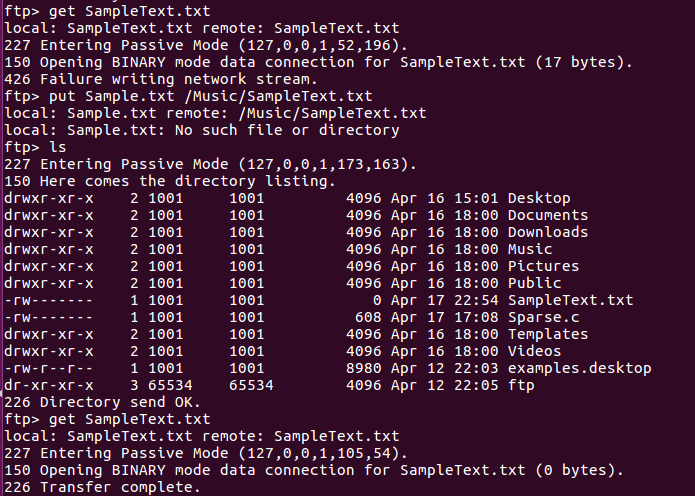 ftp> get SampleText.txt
local: SampleText.txt remote: SampleText.txt
227 Entering Passive Mode (127,0,0,1,52,196).
150 Opening BINARY mode data connection for SampleText.txt (17 bytes).
426 Failure writing network stream.
ftp> put Sample.txt /Music/SampleText.txt
local: Sample.txt remote: /Music/SampleText.txt
local: Sample.txt: No such file or directory
ftp> ls
227 Entering Passive Mode (127,0,0,1,173,163).
150 Here comes the directory listing.
drwxr-xr-x    2 1001     1001         4096 Apr 16 15:01 Desktop
drwxr-xr-x    2 1001     1001         4096 Apr 16 18:00 Documents
drwxr-xr-x    2 1001     1001         4096 Apr 16 18:00 Downloads
drwxr-xr-x    2 1001     1001         4096 Apr 16 18:00 Music
drwxr-xr-x    2 1001     1001         4096 Apr 16 18:00 Pictures
drwxr-xr-x    2 1001     1001         4096 Apr 16 18:00 Public
-rw-------    1 1001     1001            0 Apr 17 22:54 SampleText.txt
-rw-------    1 1001     1001          608 Apr 17 17:08 Sparse.c
drwxr-xr-x    2 1001     1001         4096 Apr 16 18:00 Templates
drwxr-xr-x    2 1001     1001         4096 Apr 16 18:00 Videos
-rw-r--r--    1 1001     1001         8980 Apr 12 22:03 examples.desktop
dr-xr-xr-x    3 65534    65534        4096 Apr 12 22:05 ftp
226 Directory send OK.
ftp> get SampleText.txt
local: SampleText.txt remote: SampleText.txt
227 Entering Passive Mode (127,0,0,1,105,54).
150 Opening BINARY mode data connection for SampleText.txt (0 bytes).
226 Transfer complete.